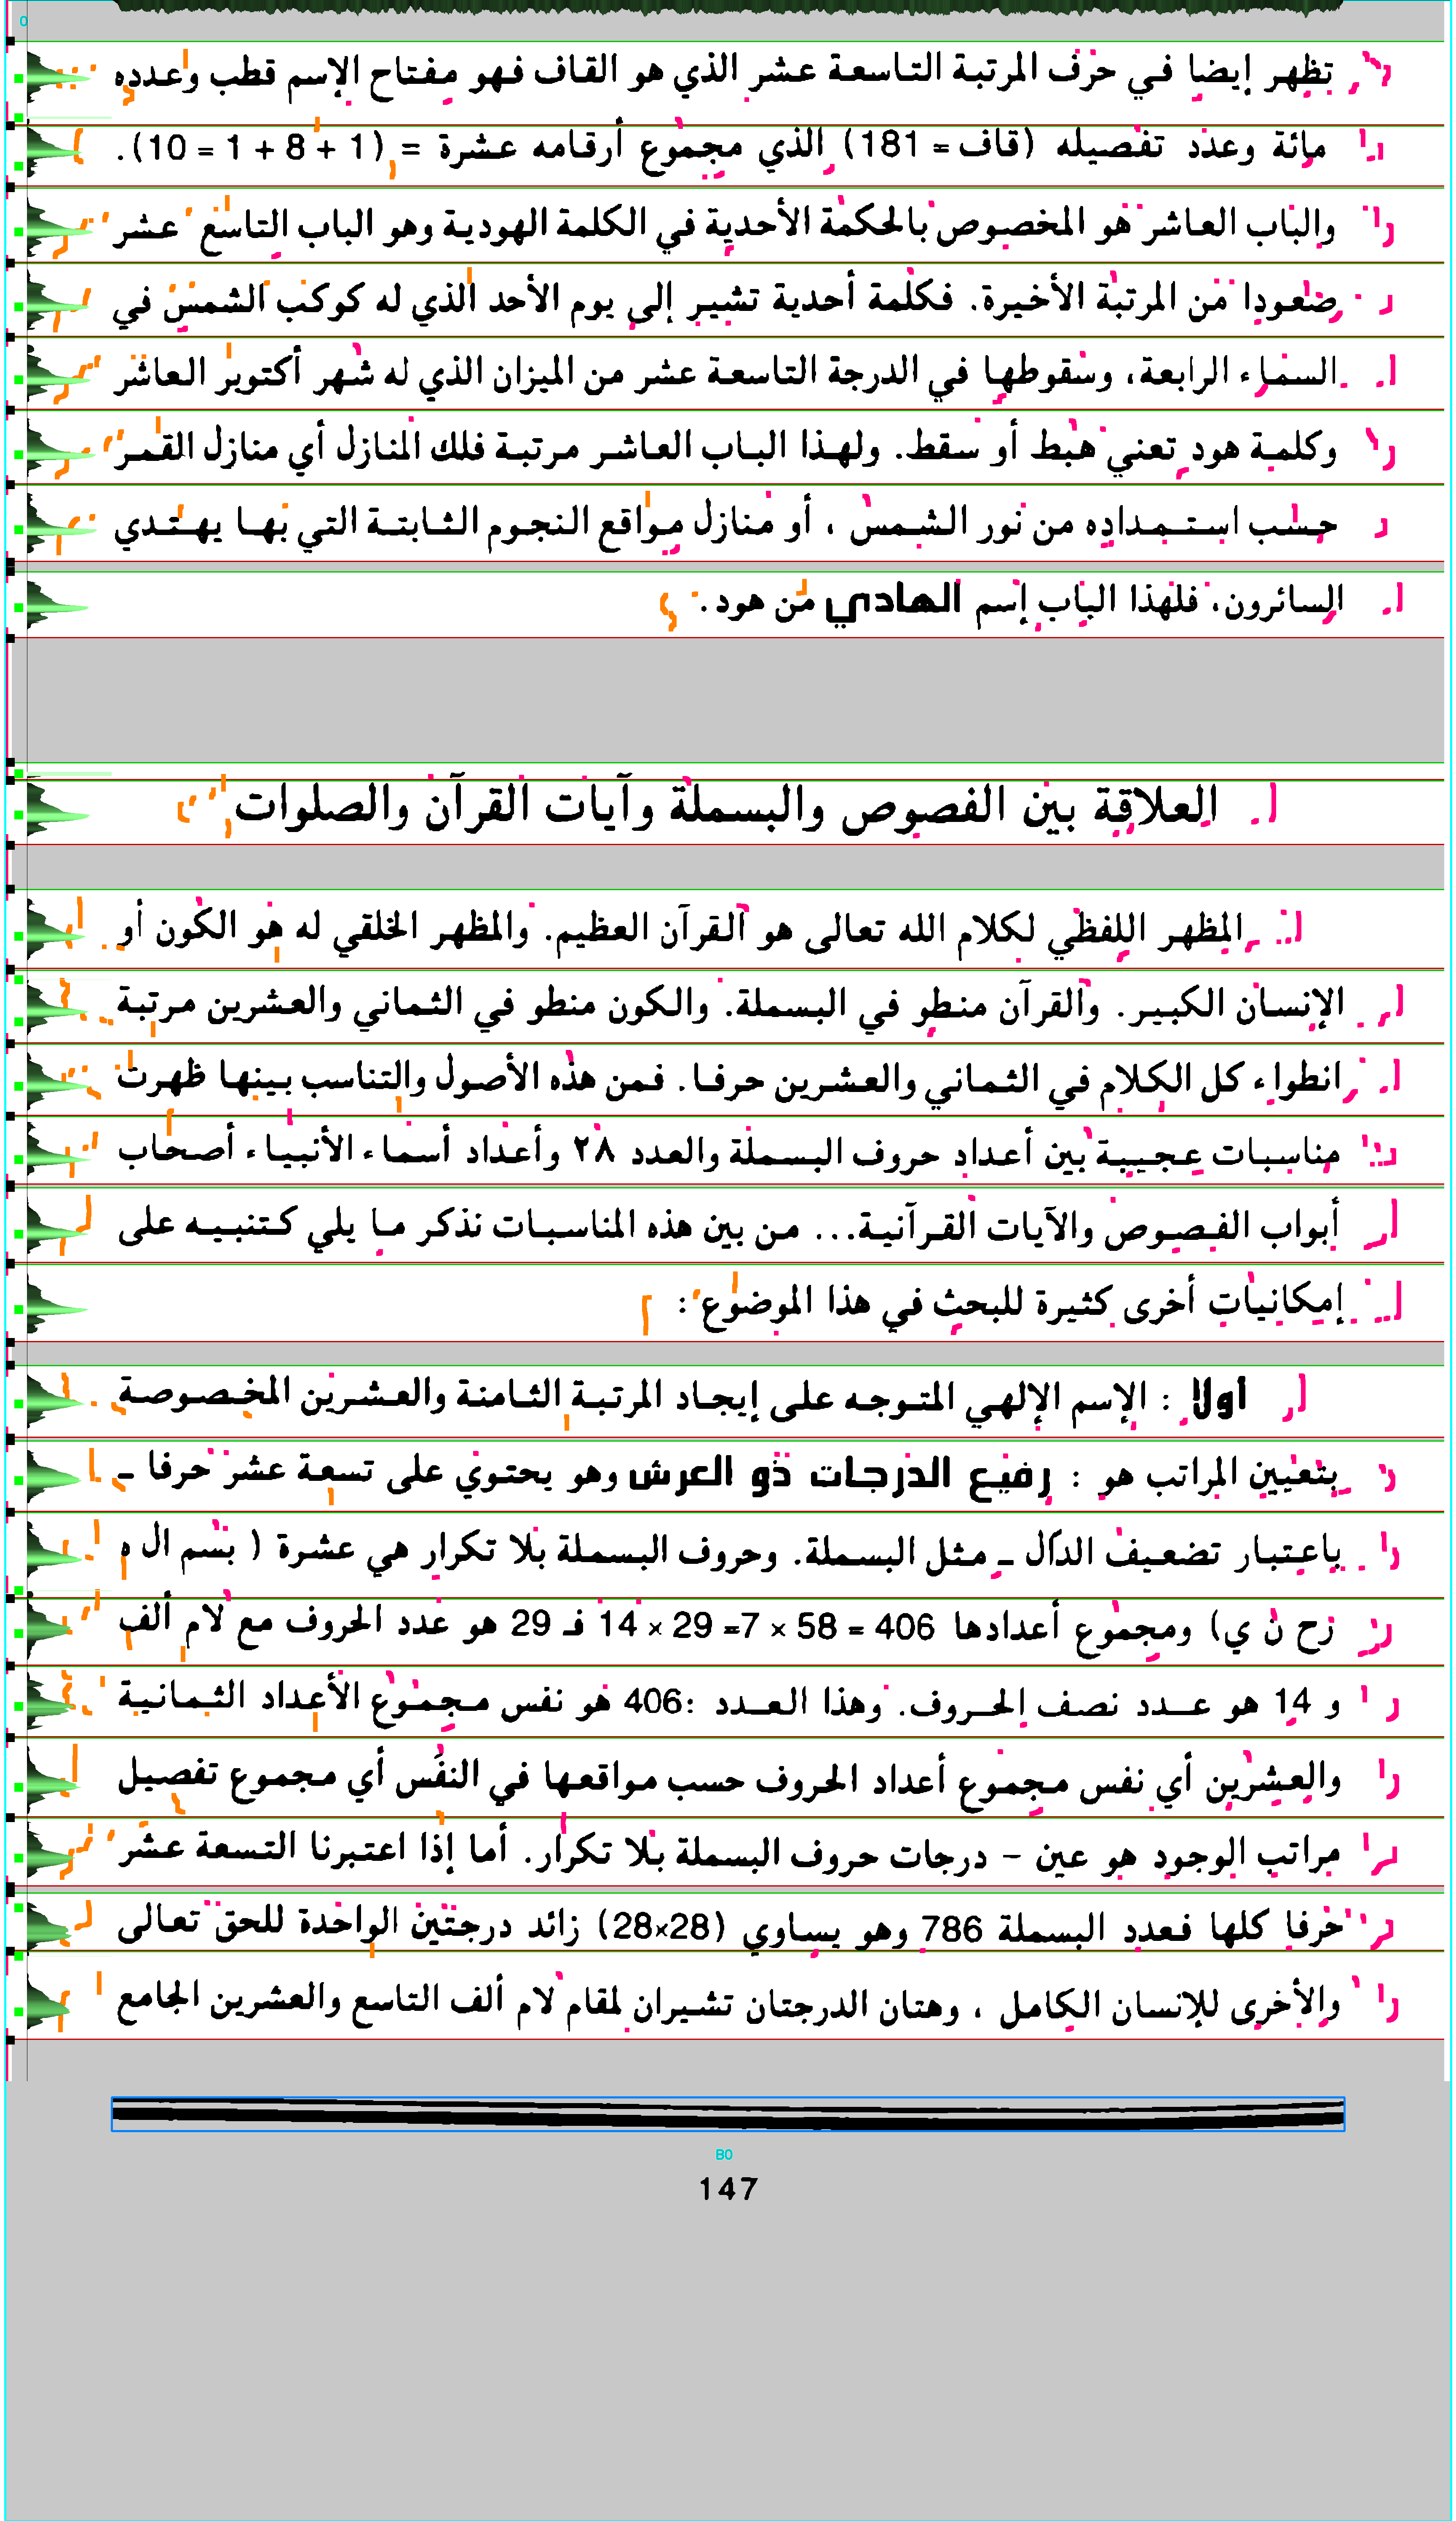 تظهر إيضا في حرف المرتبة التاسعة عشر الذي هو القاف فهو مفتاح الإسم قطب وعدده
مائة وعدد تفصيله (قاف = 181) الذي مجموع أرقامه عشرة = (1 + 8 + 1 = 10).
والباب العاشر هو المخصوص بالحكمة الأحدية في الكلمة الهودية وهو الباب التاسع عشر
صعودا من المرتبة الأخيرة. فكلمة أحدية تشير إلى يوم الأحد الذي له كوكب الشمس في
السماء الرابعة، وسقوطها في الدرجة التاسعة عشر من الميزان الذي له شهر أكتوبر العاشر
وكلمة هود تعني هبط أو سقط. ولهذا الباب العاشر مرتبة فلك المنازل أي منازل القمر
حسب استمداده من نور الشمس ، أو منازل مواقع النجوم الثابتة التي بها يهتدي
السائرون، فلهذا الباب إسم الهادي من هود.
العلاقة بين الفصوص والبسملة وآيات القرآن والصلوات
المظهر اللفظي لكلام الله تعالى هو القرآن العظيم. والمظهر الخلقي له هو الكون أو
الإنسان الكبير. والقرآن منطو في البسملة. والكون منطو في الثماني والعشرين مرتبة
انطواء كل الكلام في الثماني والعشرين حرفا. فمن هذه الأصول والتناسب بينها ظهرت
مناسبات عجيبة بين أعداد حروف البسملة والعدد ٢٨ وأعداد أسماء الأنبياء أصحاب
أبواب الفصوص والآيات القرآنية... من بين هذه المناسبات نذكر ما يلي كتنبيه على
إمكانيات أخرى كثيرة للبحث في هذا الموضوع :
أولا : الإسم الإلهي المتوجه على إيجاد المرتبة الثامنة والعشرين المخصوصة
بتعيين المراتب هو : رفيع الدرجات ذو العرش وهو يحتوي على تسعة عشر حرفا ـ
باعتبار تضعيف الدال ـ مثل البسملة. وحروف البسملة بلا تكرار هي عشرة ( بسم ال ه
رح ن ي) ومجموع أعدادها 406 = 58 × 7= 29 × 14 فـ 29 هو عدد الحروف مع لام ألف
و 14 هو عدد نصف الحروف. وهذا العدد :406 هو نفس مجموع الأعداد الثمانية
والعشرين أي نفس مجموع أعداد الحروف حسب مواقعها في النفس أي مجموع تفصيل
مراتب الوجود هو عين - درجات حروف البسملة بلا تكرار. أما إذا اعتبرنا التسعة عشر
حرفا كلها فعدد البسملة 786 وهو يساوي (28×28) زائد درجتين الواحدة للحق تعالى
والأخرى للإنسان الكامل ، وهتان الدرجتان تشيران لمقام لام ألف التاسع والعشرين الجامع
B0
147